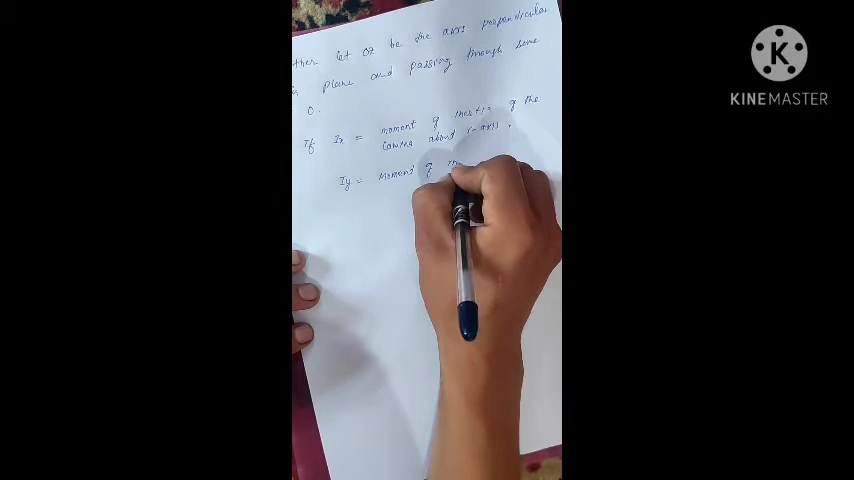 ther let OZ be the axis perpendicular
plane and passing through same
O.
If Ix = moment of inertia of the
lamina about x-axis,
Iy = Moment of in
KINEMASTER